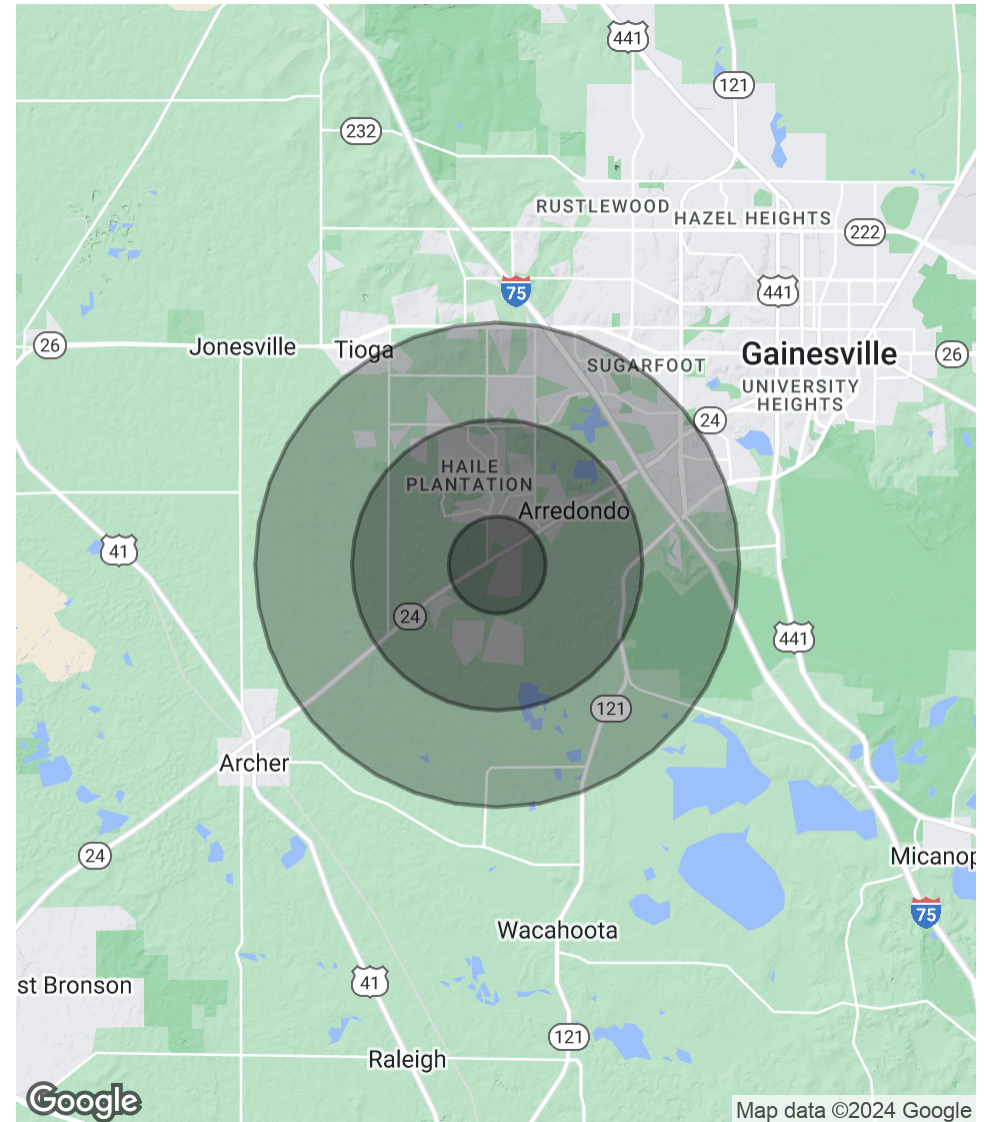 441
121
232
RUSTLEWOOD
HAZEL HEIGHTS
222
75
441
26
Jonesville
Tioga
SUGARFOOT
Gainesville
26
UNIVERSITY
HEIGHTS
24
HAILE
PLANTATION
Arredondo
41
24
441
121
Archer
24
Micanop
75
Wacahoota
st Bronson
41
121
Raleigh
Google
Map data ©2024 Google